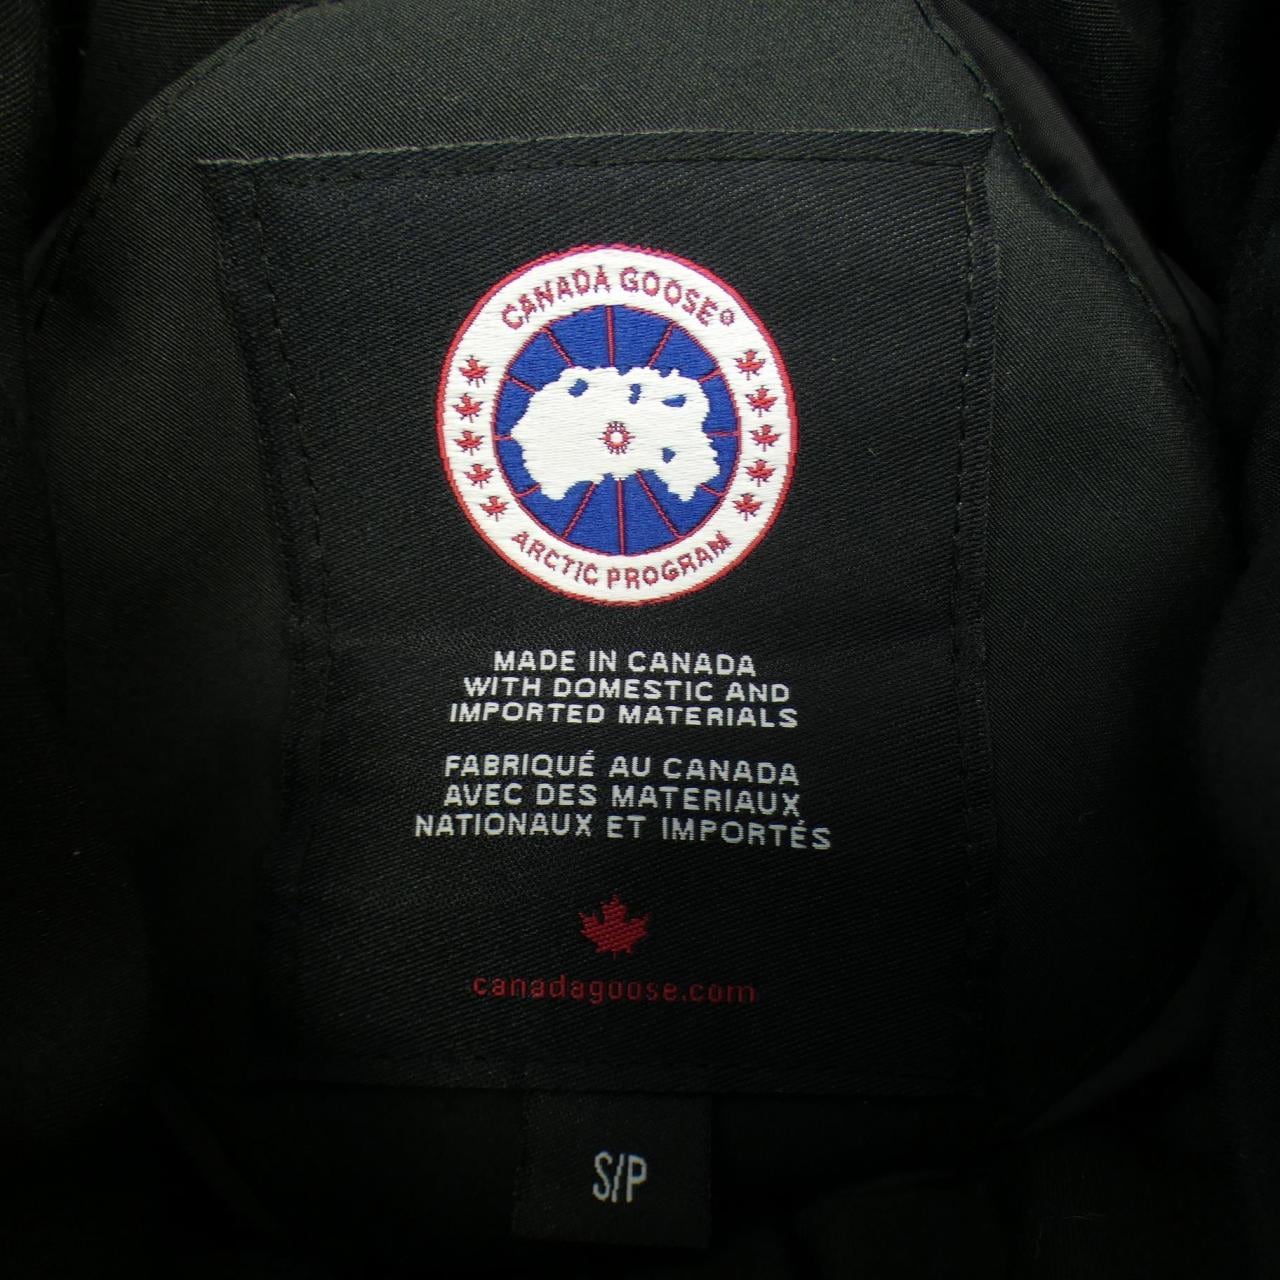 CANADA GOOSE®
ARCTIC PROGRAM
MADE IN CANADA
WITH DOMESTIC AND
IMPORTED MATERIALS
FABRIQUÉ AU CANADA
AVEC DES MATERIAUX
NATIONAUX ET IMPORTÉS
canadagoose.com
S/P